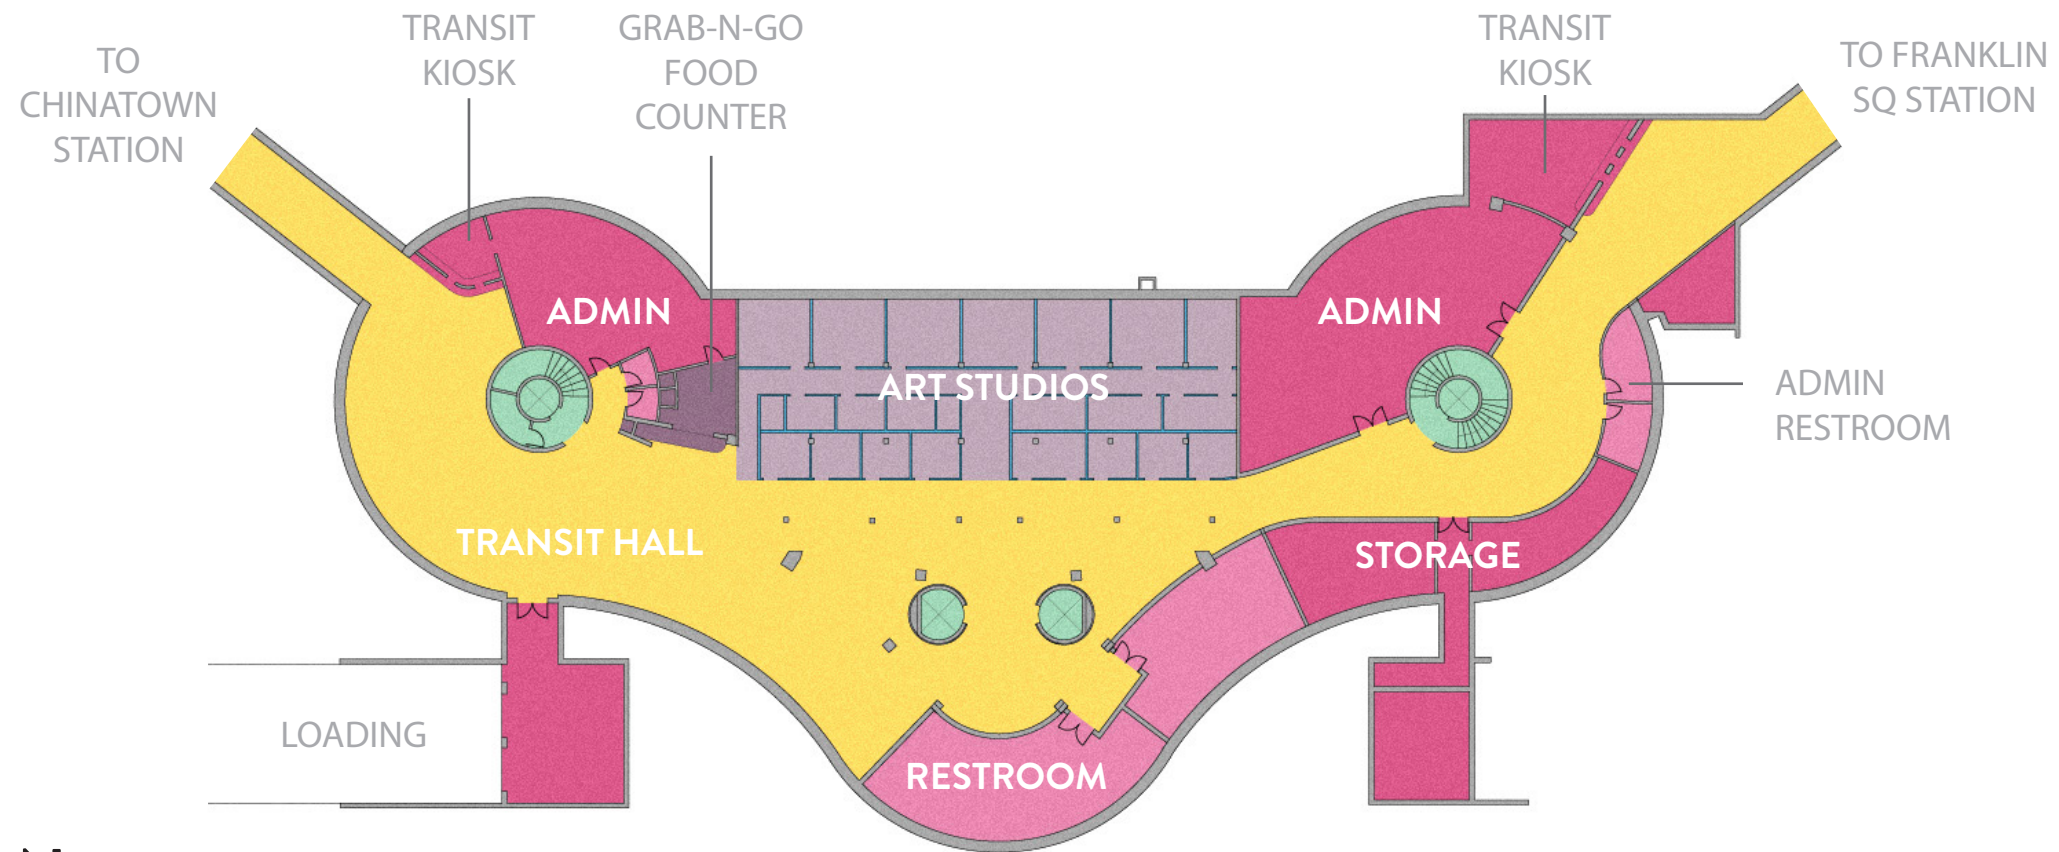 TO
CHINATOWN
STATION
TRANSIT
KIOSK
GRAB-N-GO
FOOD
COUNTER
TRANSIT
KIOSK
TO FRANKLIN
SQ STATION
ADMIN
ADMIN
ART STUDIOS
ADMIN
RESTROOM
TRANSIT HALL
STORAGE
LOADING
RESTROOM